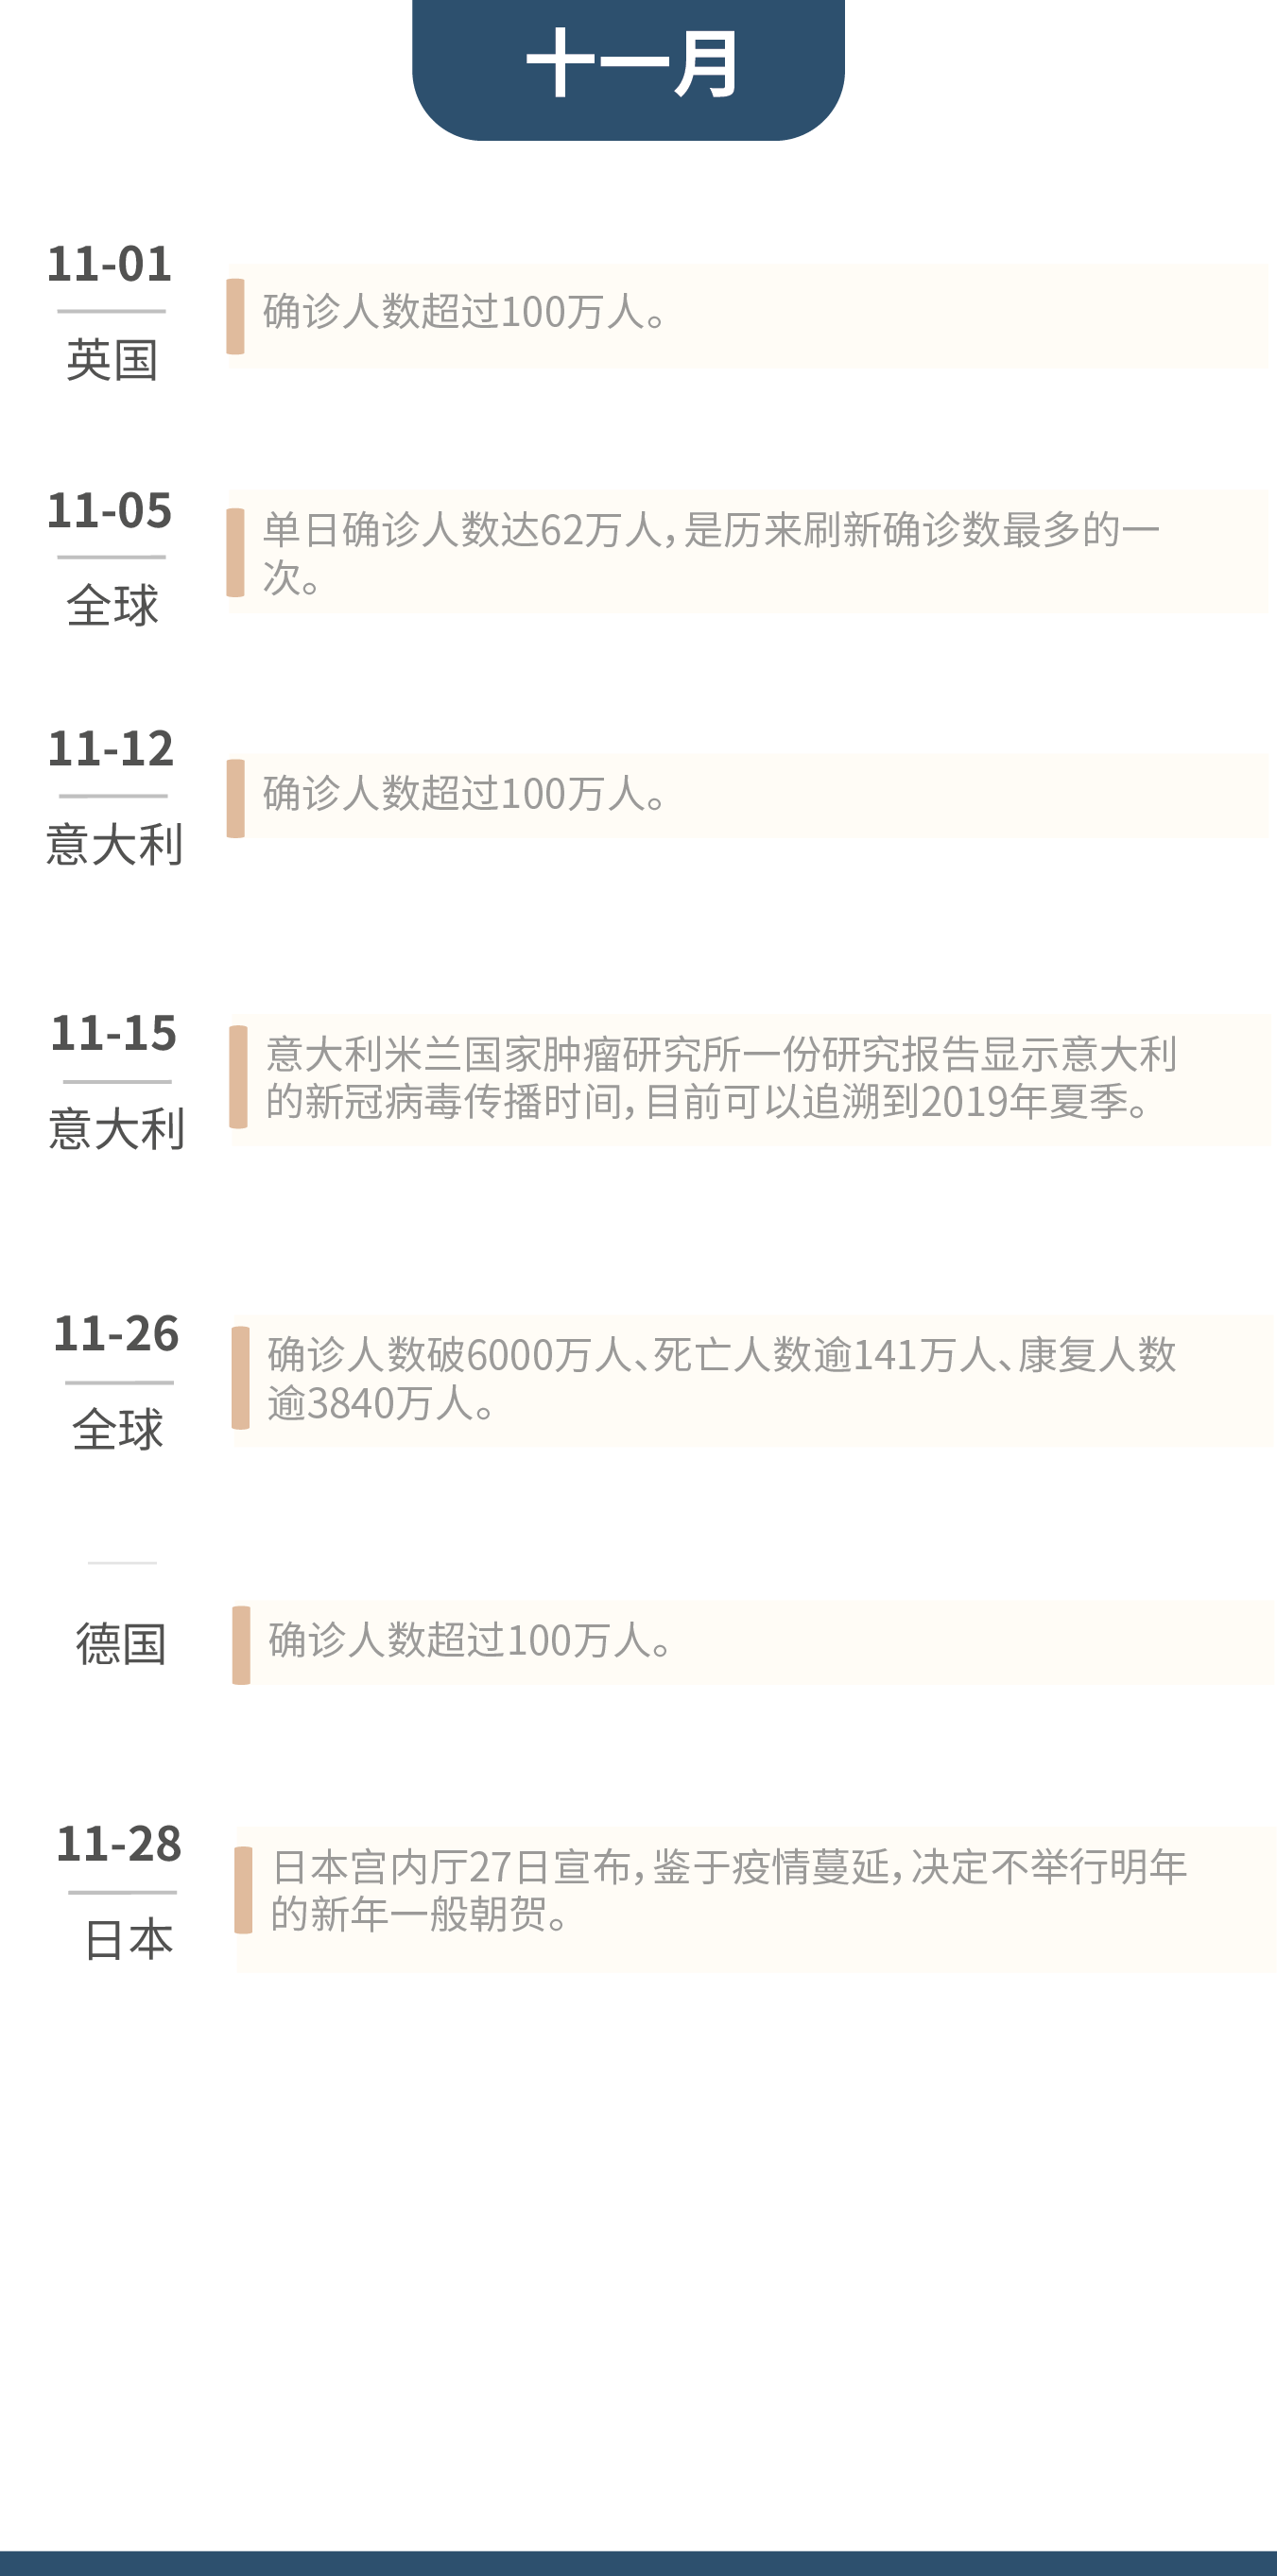 十一月
11-01
英国
确诊人数超过100万人。
11-05
全球
单日确诊人数达62万人，是历来刷新确诊数最多的一
次。
11-12
意大利
确诊人数超过100万人。
11-15
意大利
意大利米兰国家肿瘤研究所一份研究报告显示意大利
的新冠病毒传播时间，目前可以追溯到2019年夏季。
11-26
全球
确诊人数破6000万人、死亡人数逾141万人、康复人数
逾3840万人。
德国
确诊人数超过100万人。
11-28
日本
日本宫内厅27日宣布，鉴于疫情蔓延，决定不举行明年
的新年一般朝贺。